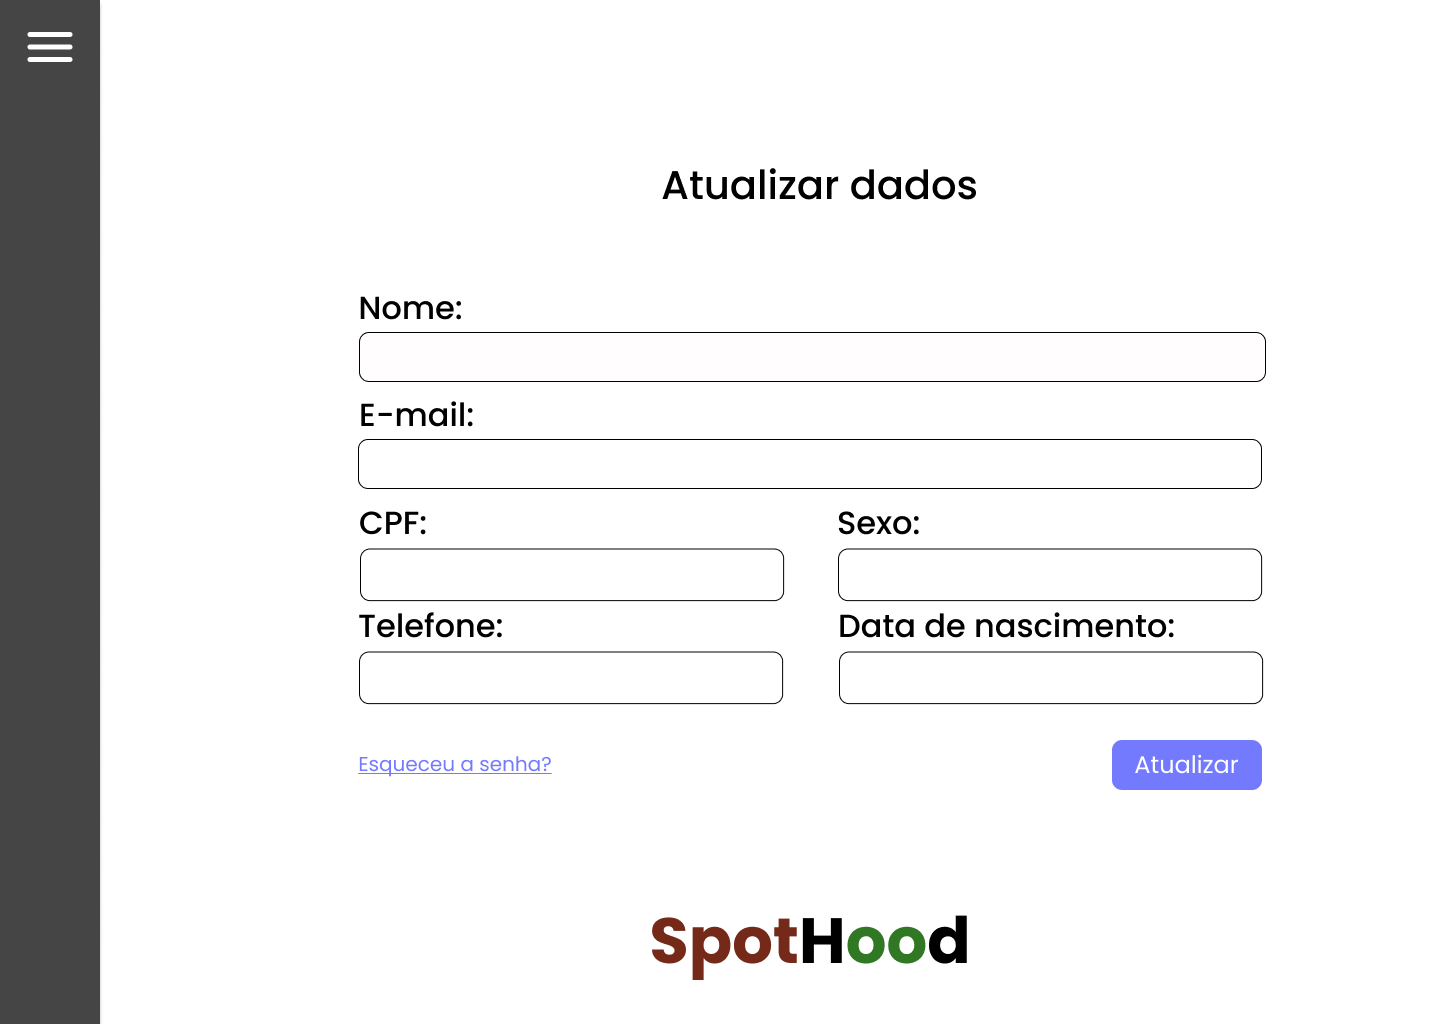 Atualizar dados
Nome:
E-mail:
CPF:
Sexo:
Telefone:
Data de nascimento:
Esqueceu a senha?
Atualizar
SpotHood